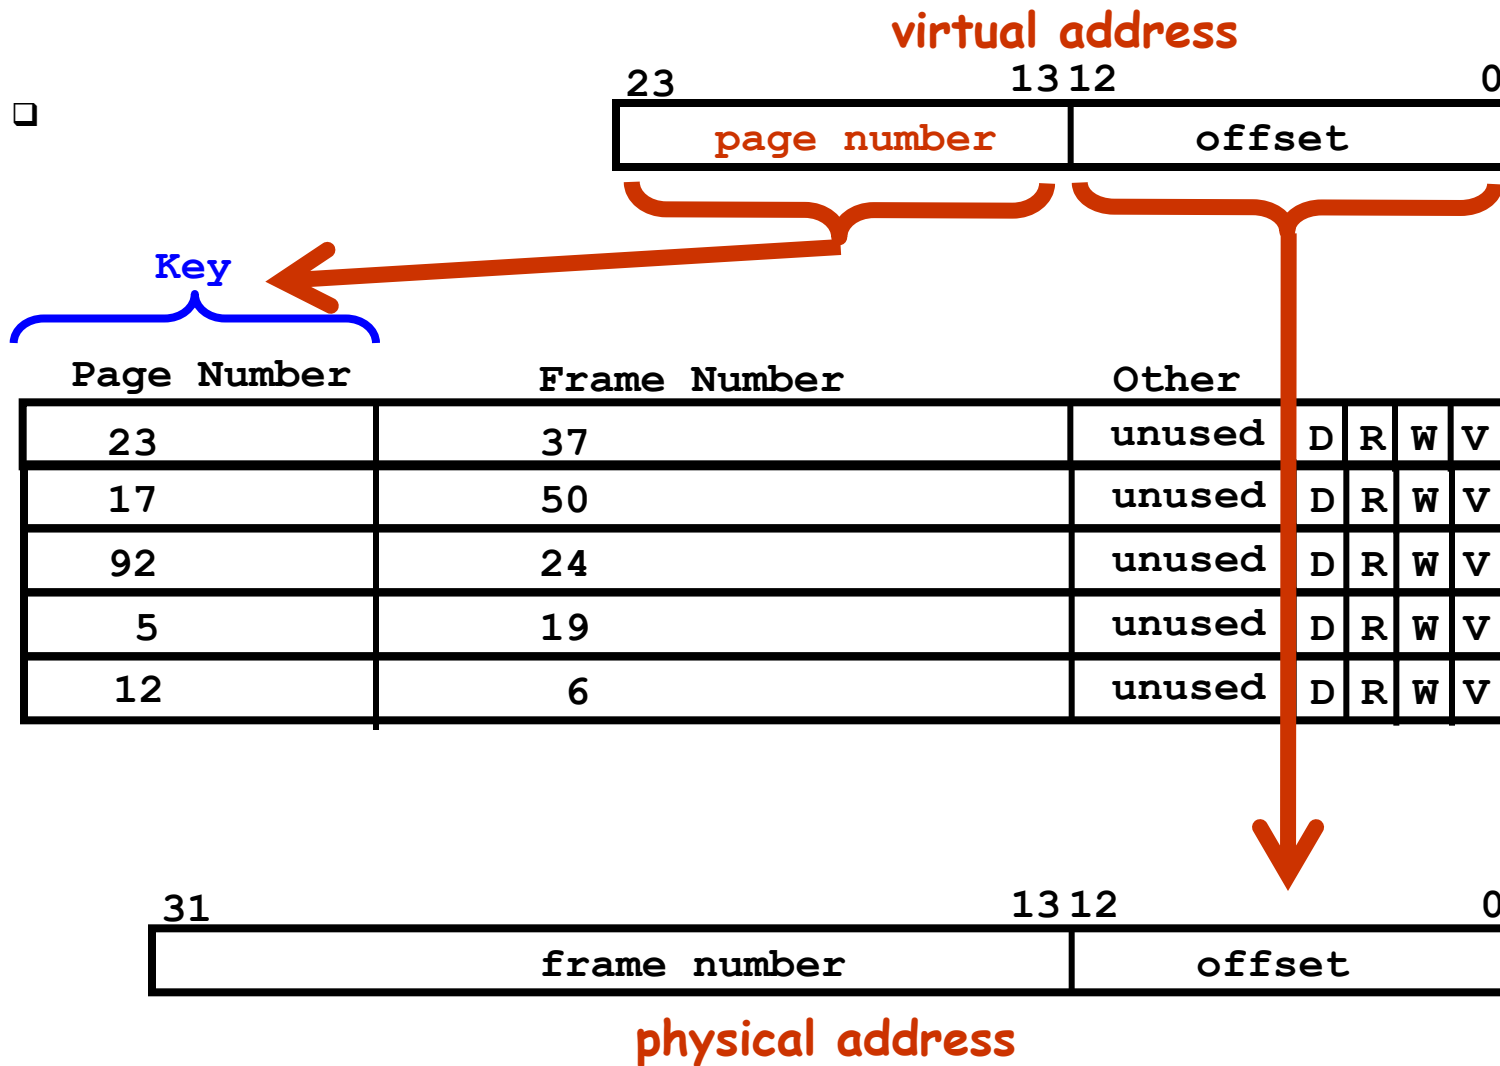 virtual address
23 13 12 0
❑
page number offset
Key
Page Number Frame Number Other
23 37 unused D R W V
17 50 unused D R W V
92 24 unused D R W V
5 19 unused D R W V
12 6 unused D R W V
31 13 12 0
frame number offset
physical address